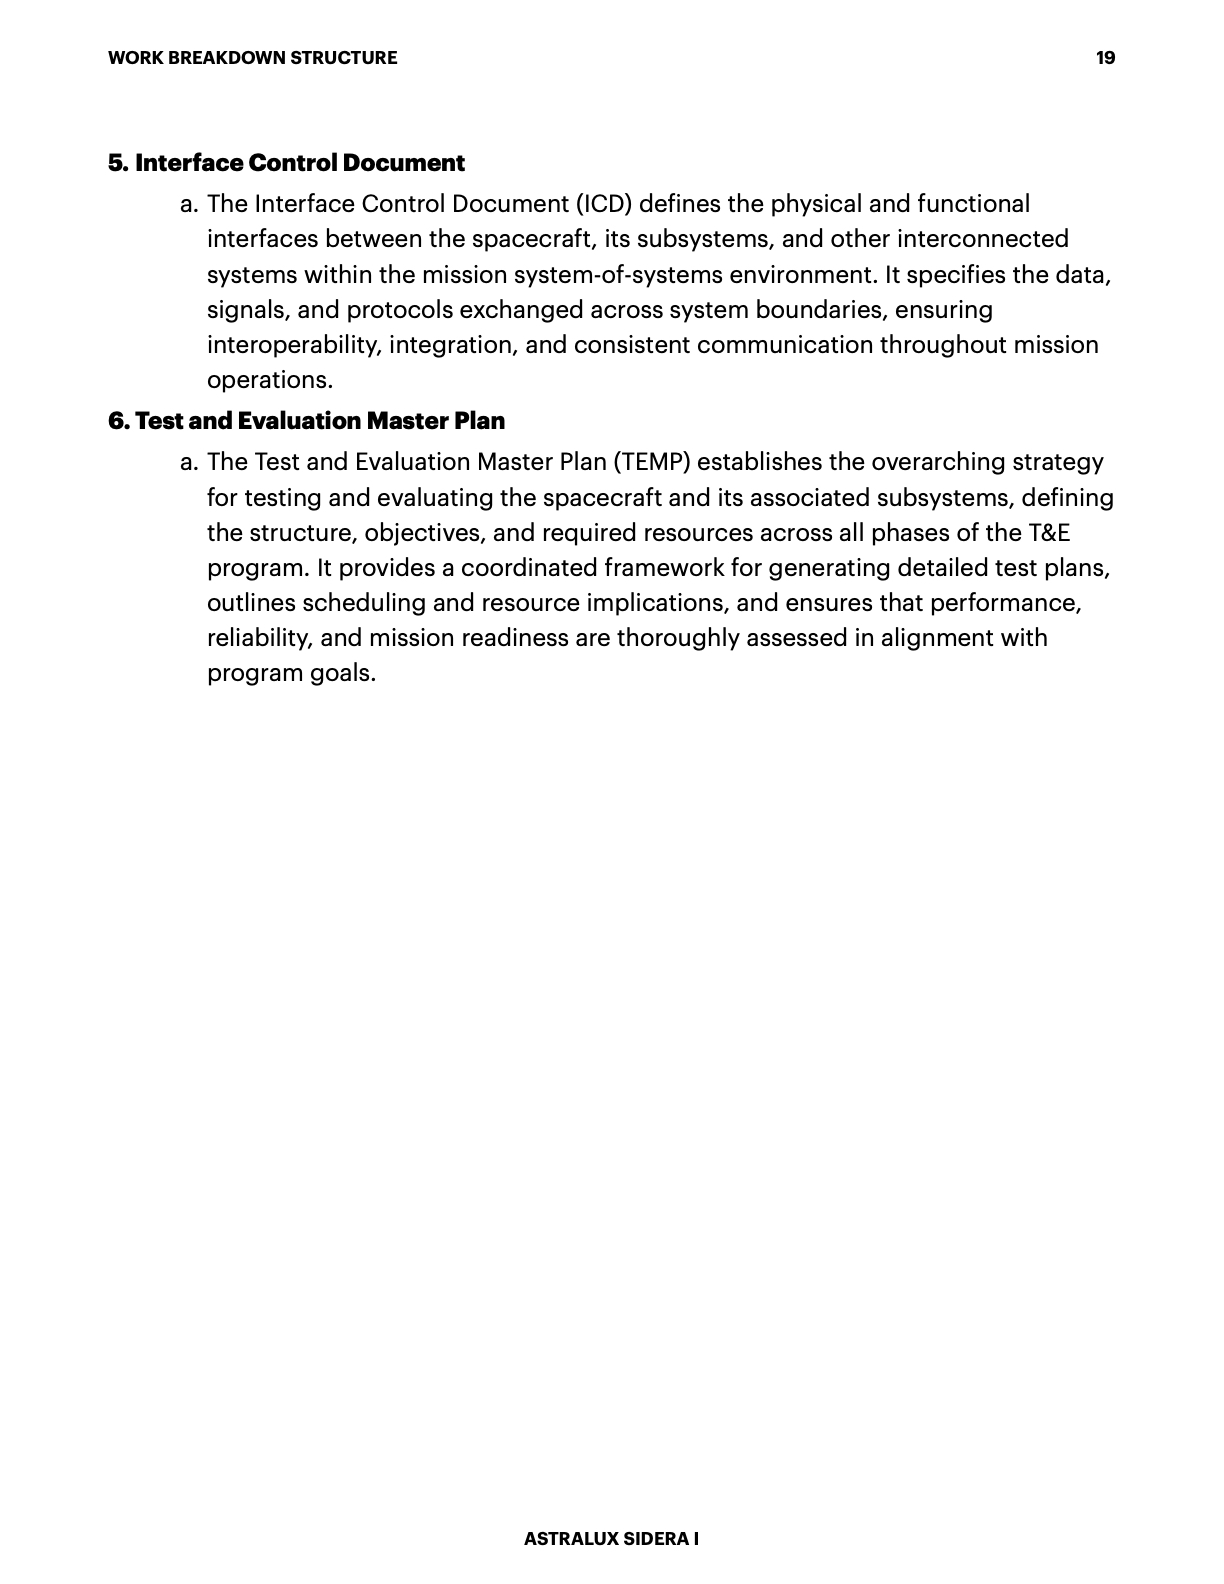 WORK BREAKDOWN STRUCTURE 19
5. Interface Control Document
a. The Interface Control Document (ICD) defines the physical and functional
interfaces between the spacecraft, its subsystems, and other interconnected
systems within the mission system-of-systems environment. It specifies the data,
signals, and protocols exchanged across system boundaries, ensuring
interoperability, integration, and consistent communication throughout mission
operations.
6. Test and Evaluation Master Plan
a. The Test and Evaluation Master Plan (TEMP) establishes the overarching strategy
for testing and evaluating the spacecraft and its associated subsystems, defining
the structure, objectives, and required resources across all phases of the T&E
program. It provides a coordinated framework for generating detailed test plans,
outlines scheduling and resource implications, and ensures that performance,
reliability, and mission readiness are thoroughly assessed in alignment with
program goals.
ASTRALUX SIDERA I